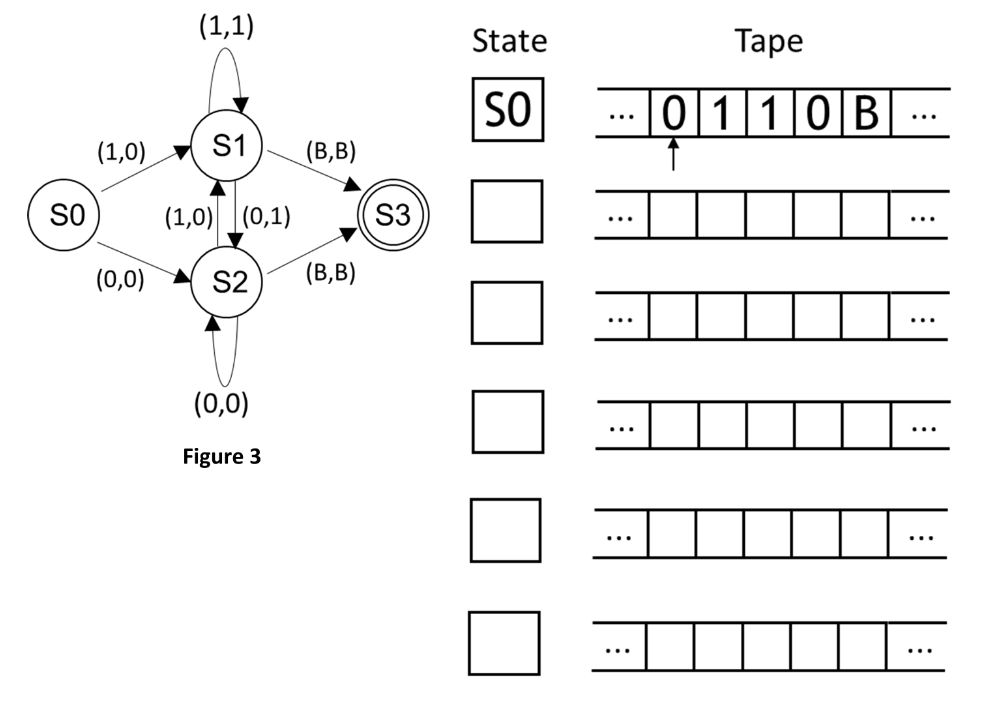 (1,1)
S1
(1,0)
(B,B)
S0
(1,0)
(0,1)
S3
(0,0)
S2
(B,B)
(0,0)
Figure 3
State Tape
S0 ... 0 1 1 0 B ...
... ...
... ...
... ...
... ...
... ...